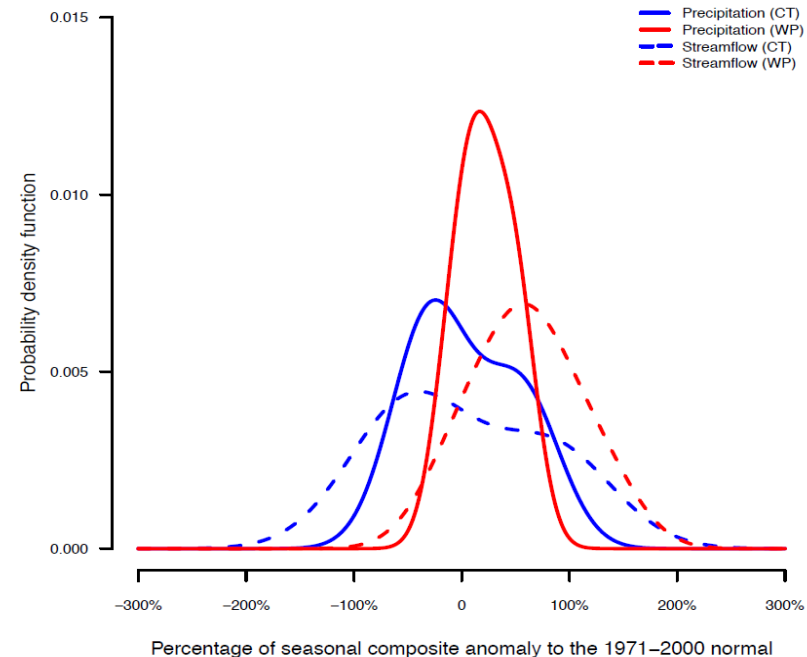 Precipitation (CT)
Precipitation (WP)
Streamflow (CT)
Streamflow (WP)
Probability density function
0.015
0.010
0.005
0.000
−300% −200% −100% 0 100% 200% 300%
Percentage of seasonal composite anomaly to the 1971−2000 normal